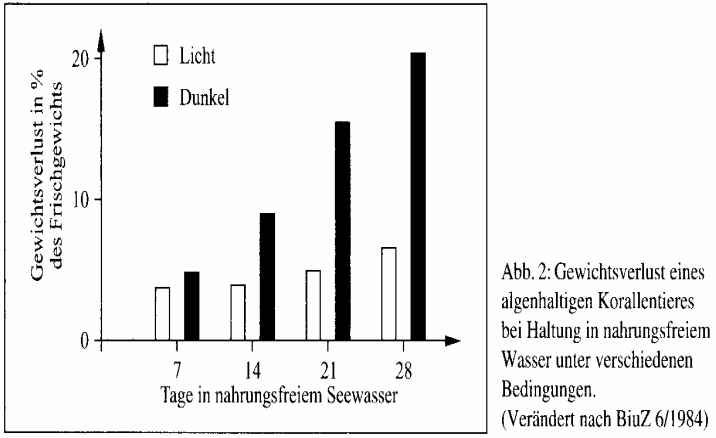 Gewichtsverlust in %
des Frischgewichts
20
10
0
Licht
Dunkel
7 14 21 28
Tage in nahrungsfreiem Seewasser
Abb. 2: Gewichtsverlust eines
algenhaltigen Korallentieres
bei Haltung in nahrungsfreiem
Wasser unter verschiedenen
Bedingungen.
(Verändert nach BiuZ 6/1984)